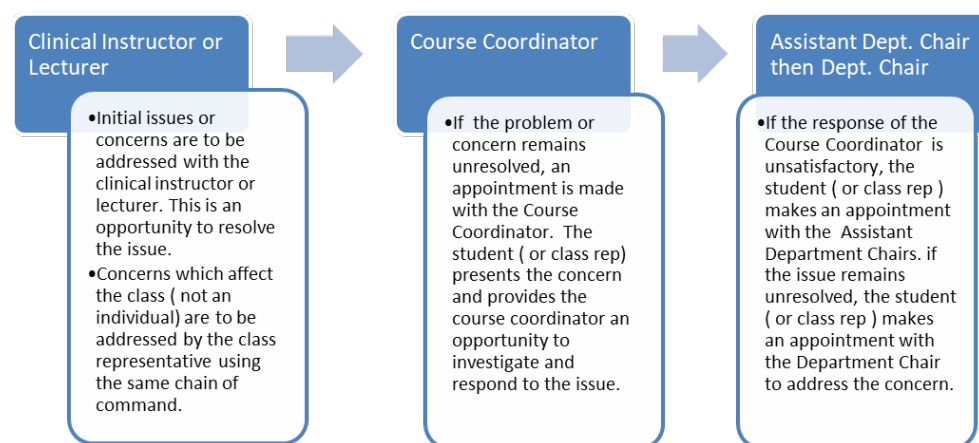 Clinical Instructor or
Lecturer
•Initial issues or
concerns are to be
addressed with the
clinical instructor or
lecturer. This is an
opportunity to resolve
the issue.
•Concerns which affect
the class ( not an
individual) are to be
addressed by the class
representative using
the same chain of
command.
Course Coordinator
•If the problem or
concern remains
unresolved, an
appointment is made
with the Course
Coordinator. The
student ( or class rep)
presents the concern
and provides the
course coordinator an
opportunity to
investigate and
respond to the issue.
Assistant Dept. Chair
then Dept. Chair
•If the response of the
Course Coordinator is
unsatisfactory, the
student ( or class rep )
makes an appointment
with the Assistant
Department Chairs. if
the issue remains
unresolved, the student
( or class rep ) makes
an appointment with
the Department Chair
to address the concern.